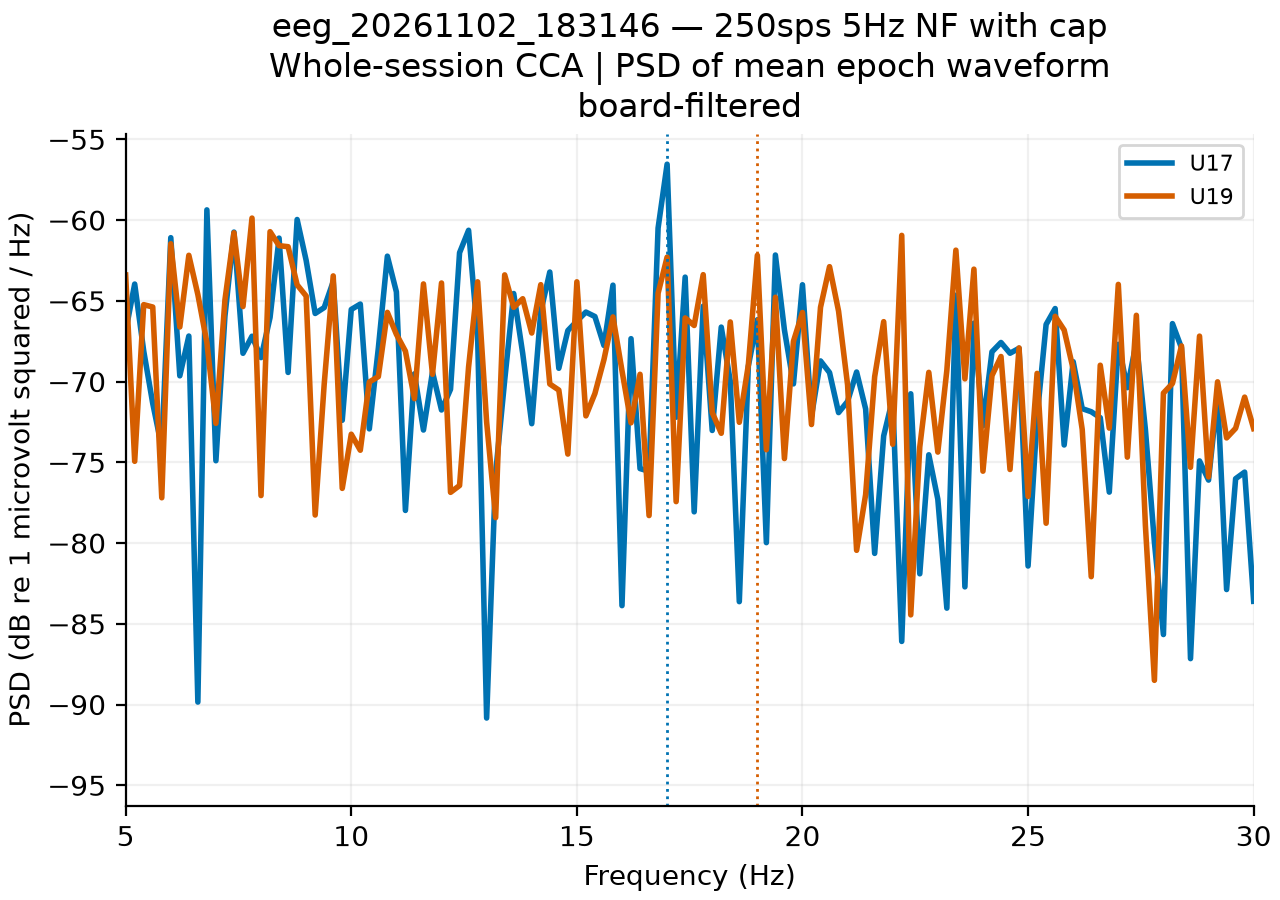 eeg_20261102_183146 — 250sps 5Hz NF with cap
Whole-session CCA | PSD of mean epoch waveform
board-filtered
U17
U19
PSD (dB re 1 microvolt squared / Hz)
−55
−60
−65
−70
−75
−80
−85
−90
−95
5
10
15
20
25
30
Frequency (Hz)